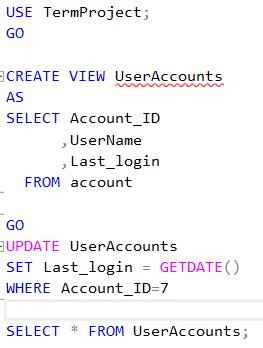 USE TermProject;
GO
CREATE VIEW UserAccounts
AS
SELECT Account_ID
,UserName
,Last_login
FROM account
GO
UPDATE UserAccounts
SET Last_login = GETDATE()
WHERE Account_ID=7
SELECT * FROM UserAccounts;